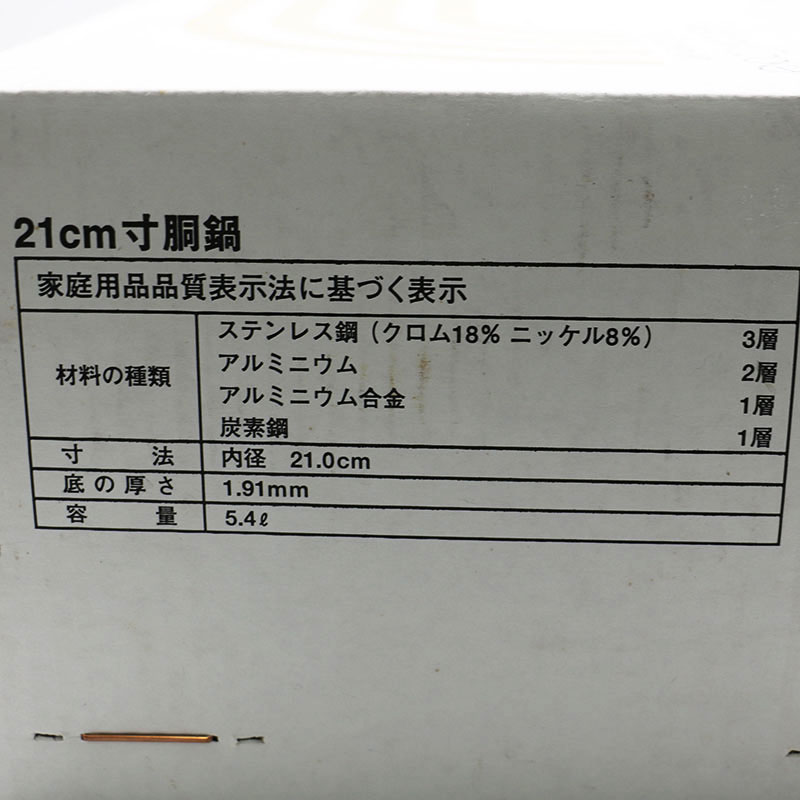 21cm寸胴鍋
家庭用品品質表示法に基づく表示
材料の種類
ステンレス鋼（クロム18% ニッケル8%） 3層
アルミニウム 2層
アルミニウム合金 1層
炭素鋼 1層
寸法 内径 21.0cm
底の厚さ 1.91mm
容量 5.4ℓ